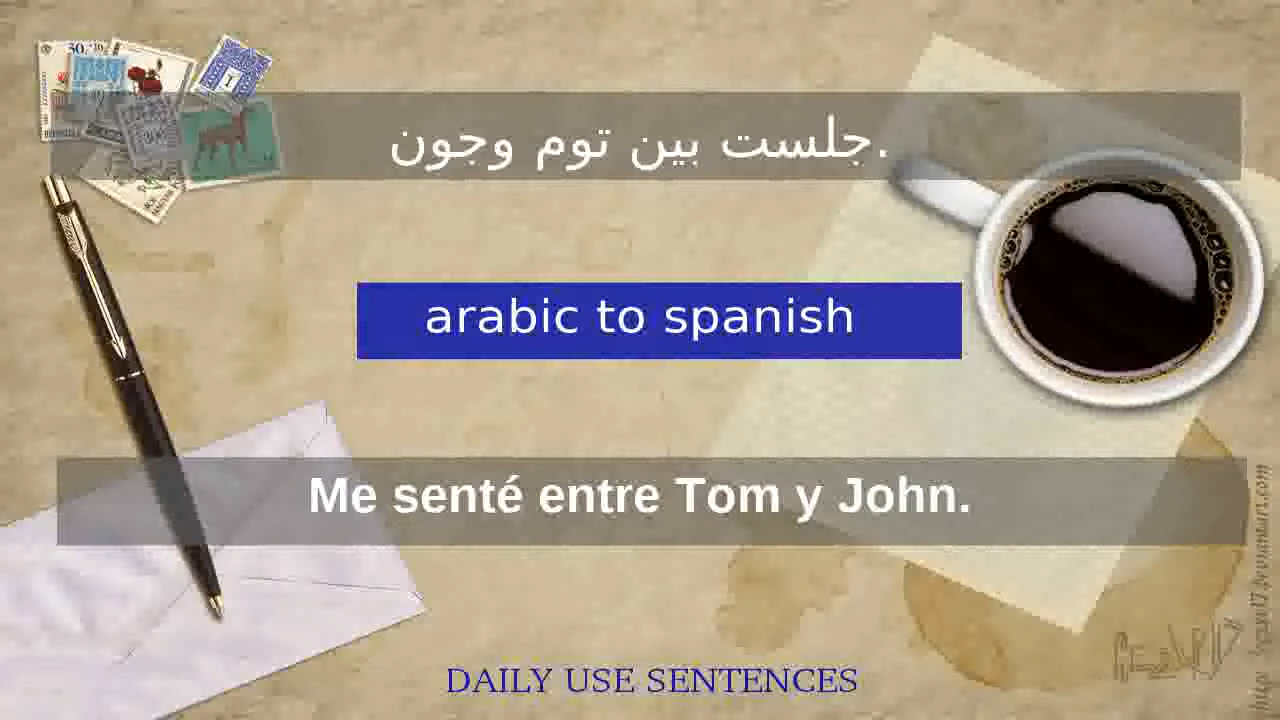 جلست بين توم وجون.
arabic to spanish
Me senté entre Tom y John.
DAILY USE SENTENCES